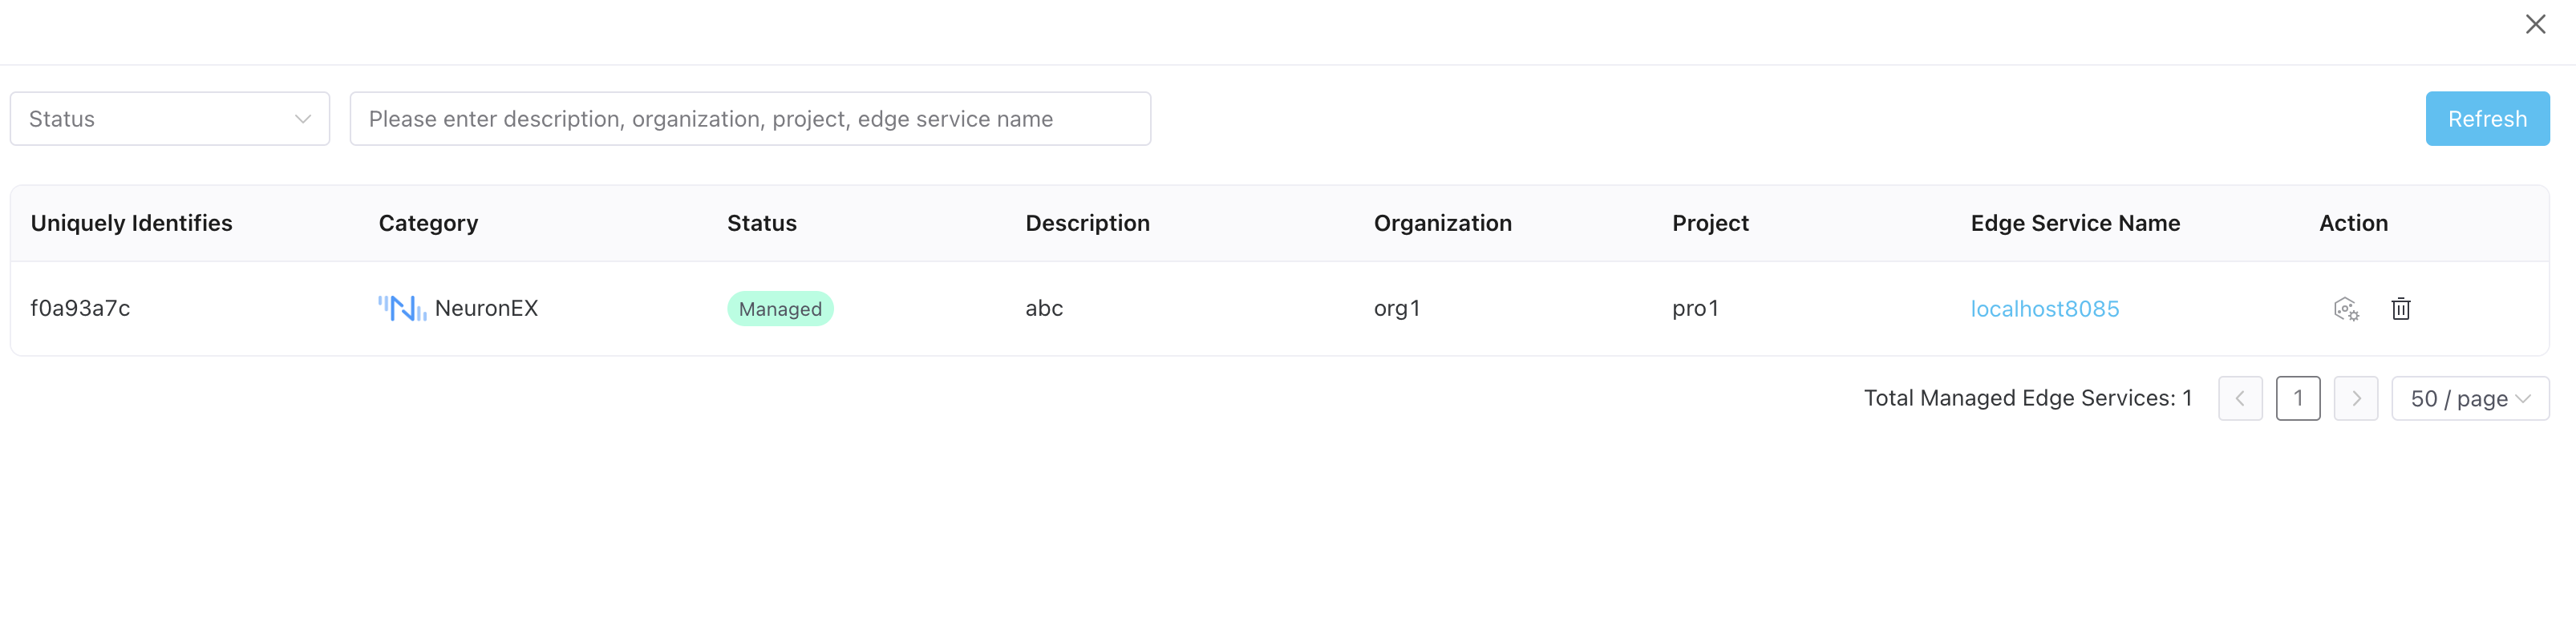 Status Please enter description, organization, project, edge service name Refresh
Uniquely Identifies Category Status Description Organization Project Edge Service Name Action
f0a93a7c NeuronEX Managed abc org1 pro1 localhost8085
Total Managed Edge Services: 1 1 50 / page